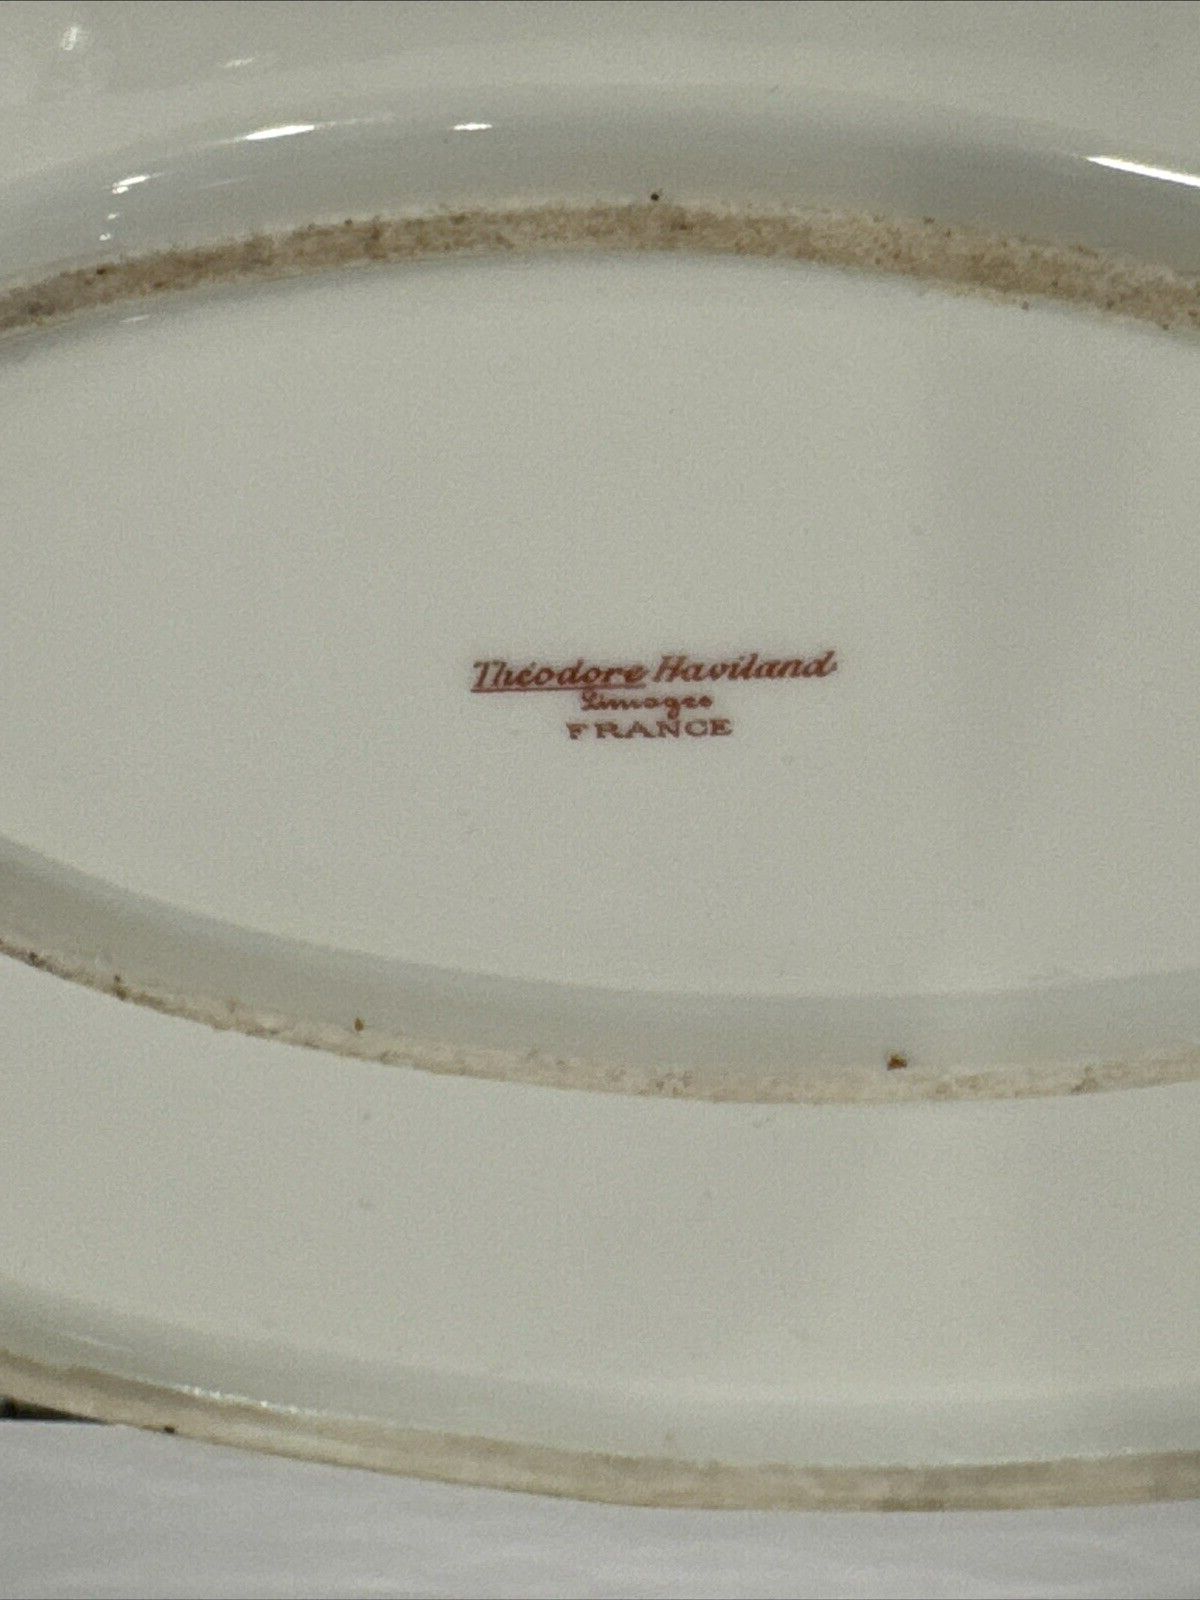 Théodore Haviland
Limoges
FRANCE